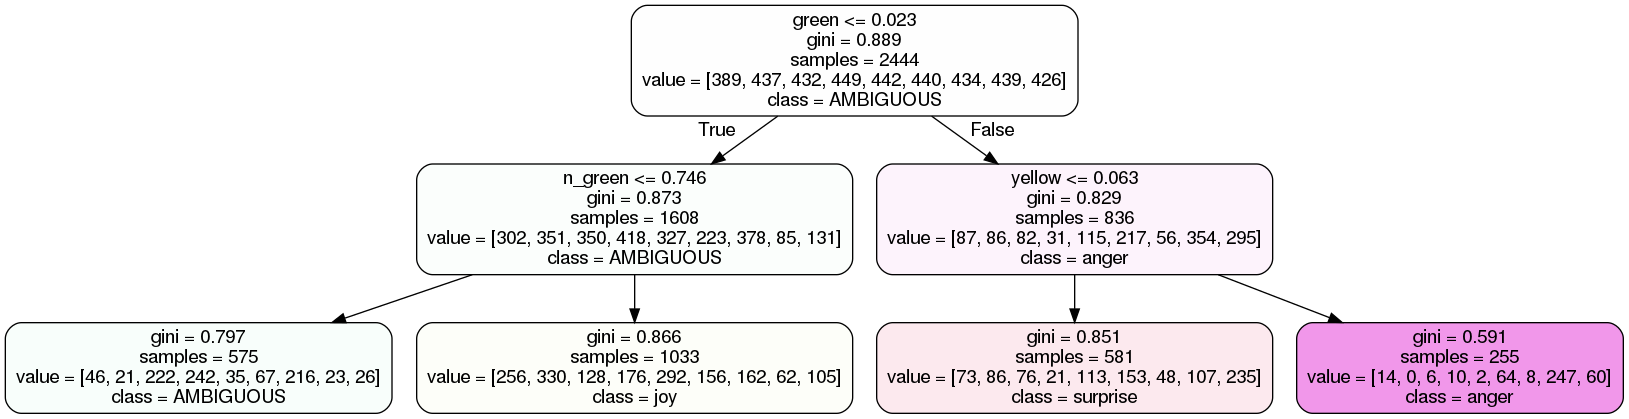 green <= 0.023
gini = 0.889
samples = 2444
value = [389, 437, 432, 449, 442, 440, 434, 439, 426]
class = AMBIGUOUS
True
False
n_green <= 0.746
gini = 0.873
samples = 1608
value = [302, 351, 350, 418, 327, 223, 378, 85, 131]
class = AMBIGUOUS
yellow <= 0.063
gini = 0.829
samples = 836
value = [87, 86, 82, 31, 115, 217, 56, 354, 295]
class = anger
gini = 0.797
samples = 575
value = [46, 21, 222, 242, 35, 67, 216, 23, 26]
class = AMBIGUOUS
gini = 0.866
samples = 1033
value = [256, 330, 128, 176, 292, 156, 162, 62, 105]
class = joy
gini = 0.851
samples = 581
value = [73, 86, 76, 21, 113, 153, 48, 107, 235]
class = surprise
gini = 0.591
samples = 255
value = [14, 0, 6, 10, 2, 64, 8, 247, 60]
class = anger